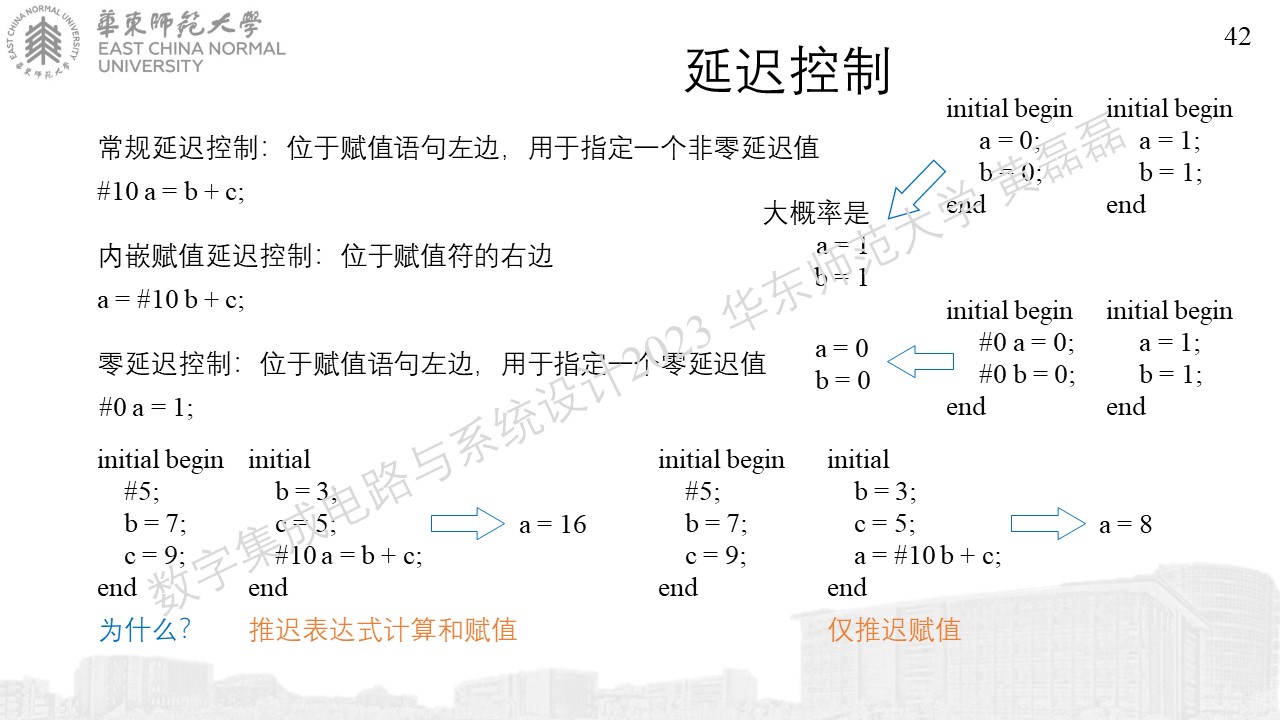 華東師範大學
EAST CHINA NORMAL
UNIVERSITY
EAST CHINA NORMAL UNIVERSITY
華東师范大学
42
延迟控制
常规延迟控制：位于赋值语句左边，用于指定一个非零延迟值
#10 a = b + c;
内嵌赋值延迟控制：位于赋值符的右边
a = #10 b + c;
零延迟控制：位于赋值语句左边，用于指定一个零延迟值
#0 a = 1;
initial begin
a = 0;
b = 0;
end
initial begin
a = 1;
b = 1;
end
大概率是
a = 1
b = 1
initial begin
#0 a = 0;
#0 b = 0;
end
initial begin
a = 1;
b = 1;
end
a = 0
b = 0
initial begin
#5;
b = 7;
c = 9;
end
initial
b = 3;
c = 5;
#10 a = b + c;
end
a = 16
为什么？
推迟表达式计算和赋值
initial begin
#5;
b = 7;
c = 9;
end
initial
b = 3;
c = 5;
a = #10 b + c;
end
a = 8
仅推迟赋值
数字集成电路与系统设计2023 华东师范大学 黄磊磊